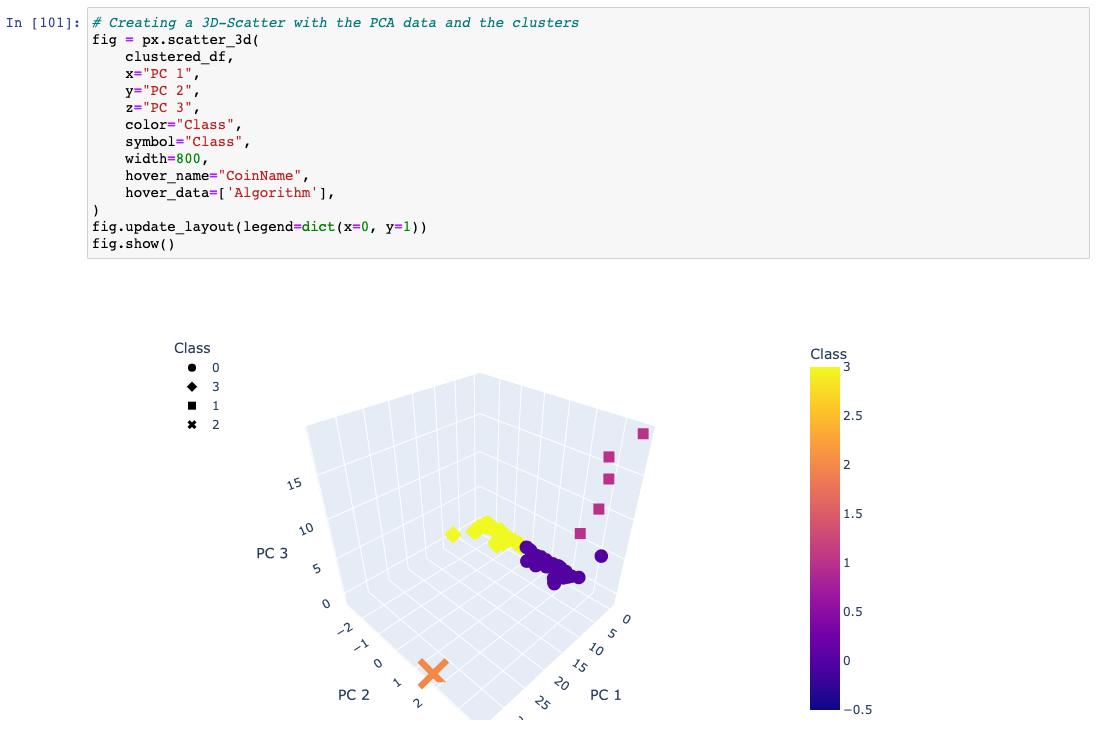 In [101]:
# Creating a 3D-Scatter with the PCA data and the clusters
fig = px.scatter_3d(
    clustered_df,
    x="PC 1",
    y="PC 2",
    z="PC 3",
    color="Class",
    symbol="Class",
    width=800,
    hover_name="CoinName",
    hover_data=['Algorithm'],
)
fig.update_layout(legend=dict(x=0, y=1))
fig.show()
Class
0
3
1
2
15
10
5
0
PC 3
−2
−1
0
1
2
PC 2
0
5
10
15
20
25
PC 1
Class
3
2.5
2
1.5
1
0.5
0
−0.5